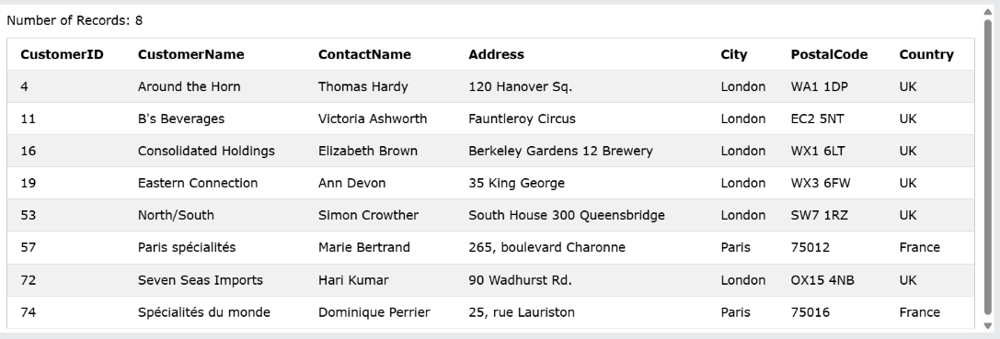 Number of Records: 8
CustomerID CustomerName ContactName Address City PostalCode Country
4 Around the Horn Thomas Hardy 120 Hanover Sq. London WA1 1DP UK
11 B's Beverages Victoria Ashworth Fauntleroy Circus London EC2 5NT UK
16 Consolidated Holdings Elizabeth Brown Berkeley Gardens 12 Brewery London WX1 6LT UK
19 Eastern Connection Ann Devon 35 King George London WX3 6FW UK
53 North/South Simon Crowther South House 300 Queensbridge London SW7 1RZ UK
57 Paris spécialités Marie Bertrand 265, boulevard Charonne Paris 75012 France
72 Seven Seas Imports Hari Kumar 90 Wadhurst Rd. London OX15 4NB UK
74 Spécialités du monde Dominique Perrier 25, rue Lauriston Paris 75016 France